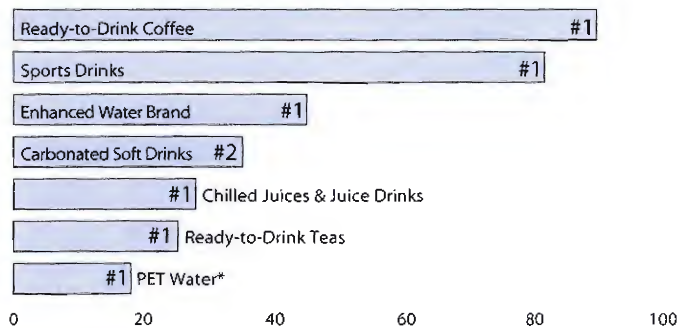 Ready-to-Drink Coffee #1
Sports Drinks #1
Enhanced Water Brand #1
Carbonated Soft Drinks #2
#1 Chilled Juices & Juice Drinks
#1 Ready-to-Drink Teas
#1 PET Water*
0 20 40 60 80 100